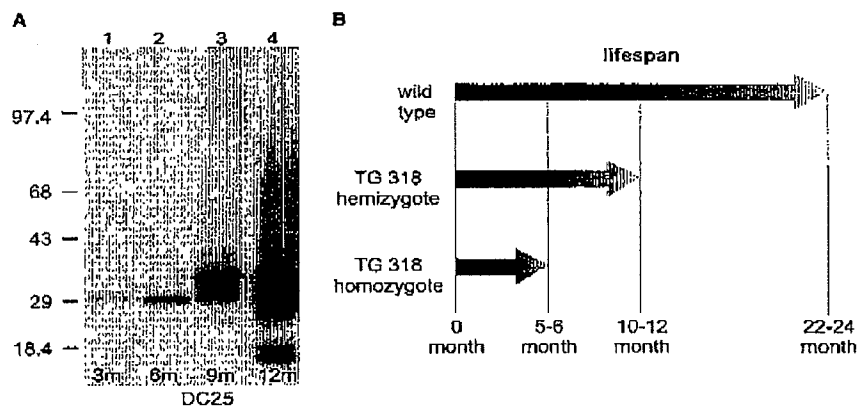 A
1 2 3 4
97.4
68
43
29
18.4
3m 6m 9m 12m
DC25
B
lifespan
wild
type
TG 318
hemizygote
TG 318
homozygote
0 5-6 10-12 22-24
month month month month